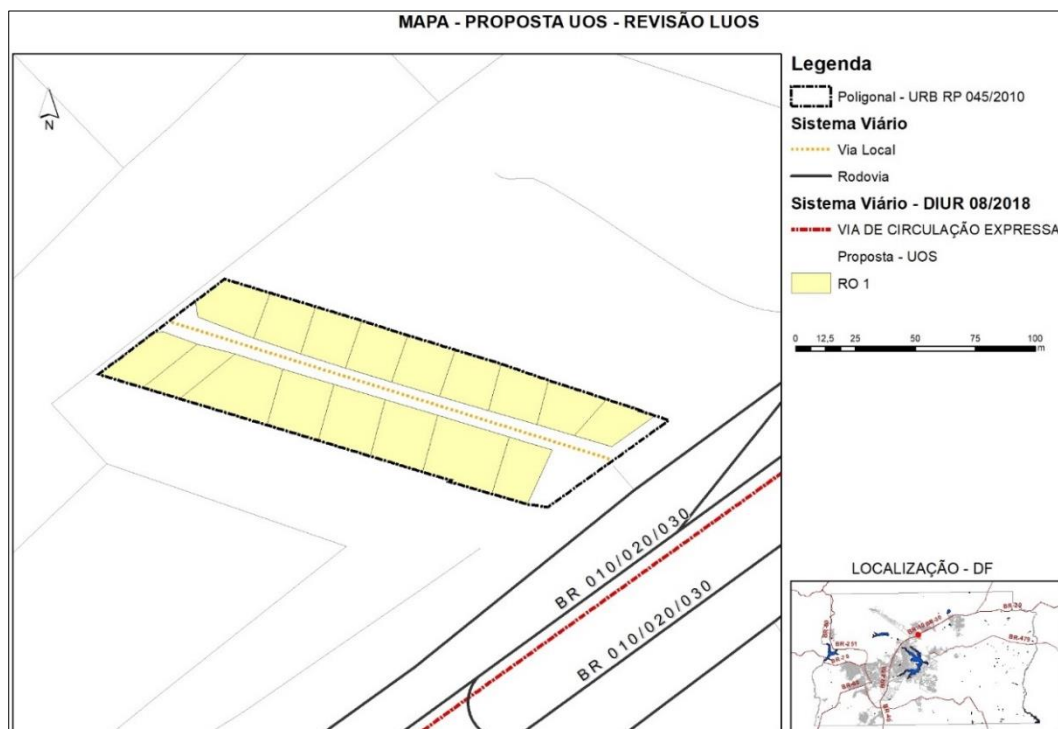 MAPA - PROPOSTA UOS - REVISÃO LUOS
N
BR 010/020/030
BR 010/020/030
Legenda
Poligonal - URB RP 045/2010
Sistema Viário
Via Local
Rodovia
Sistema Viário - DIUR 08/2018
VIA DE CIRCULAÇÃO EXPRESSA
Proposta - UOS
RO 1
0 12,5 25 50 75 100
m
LOCALIZAÇÃO - DF